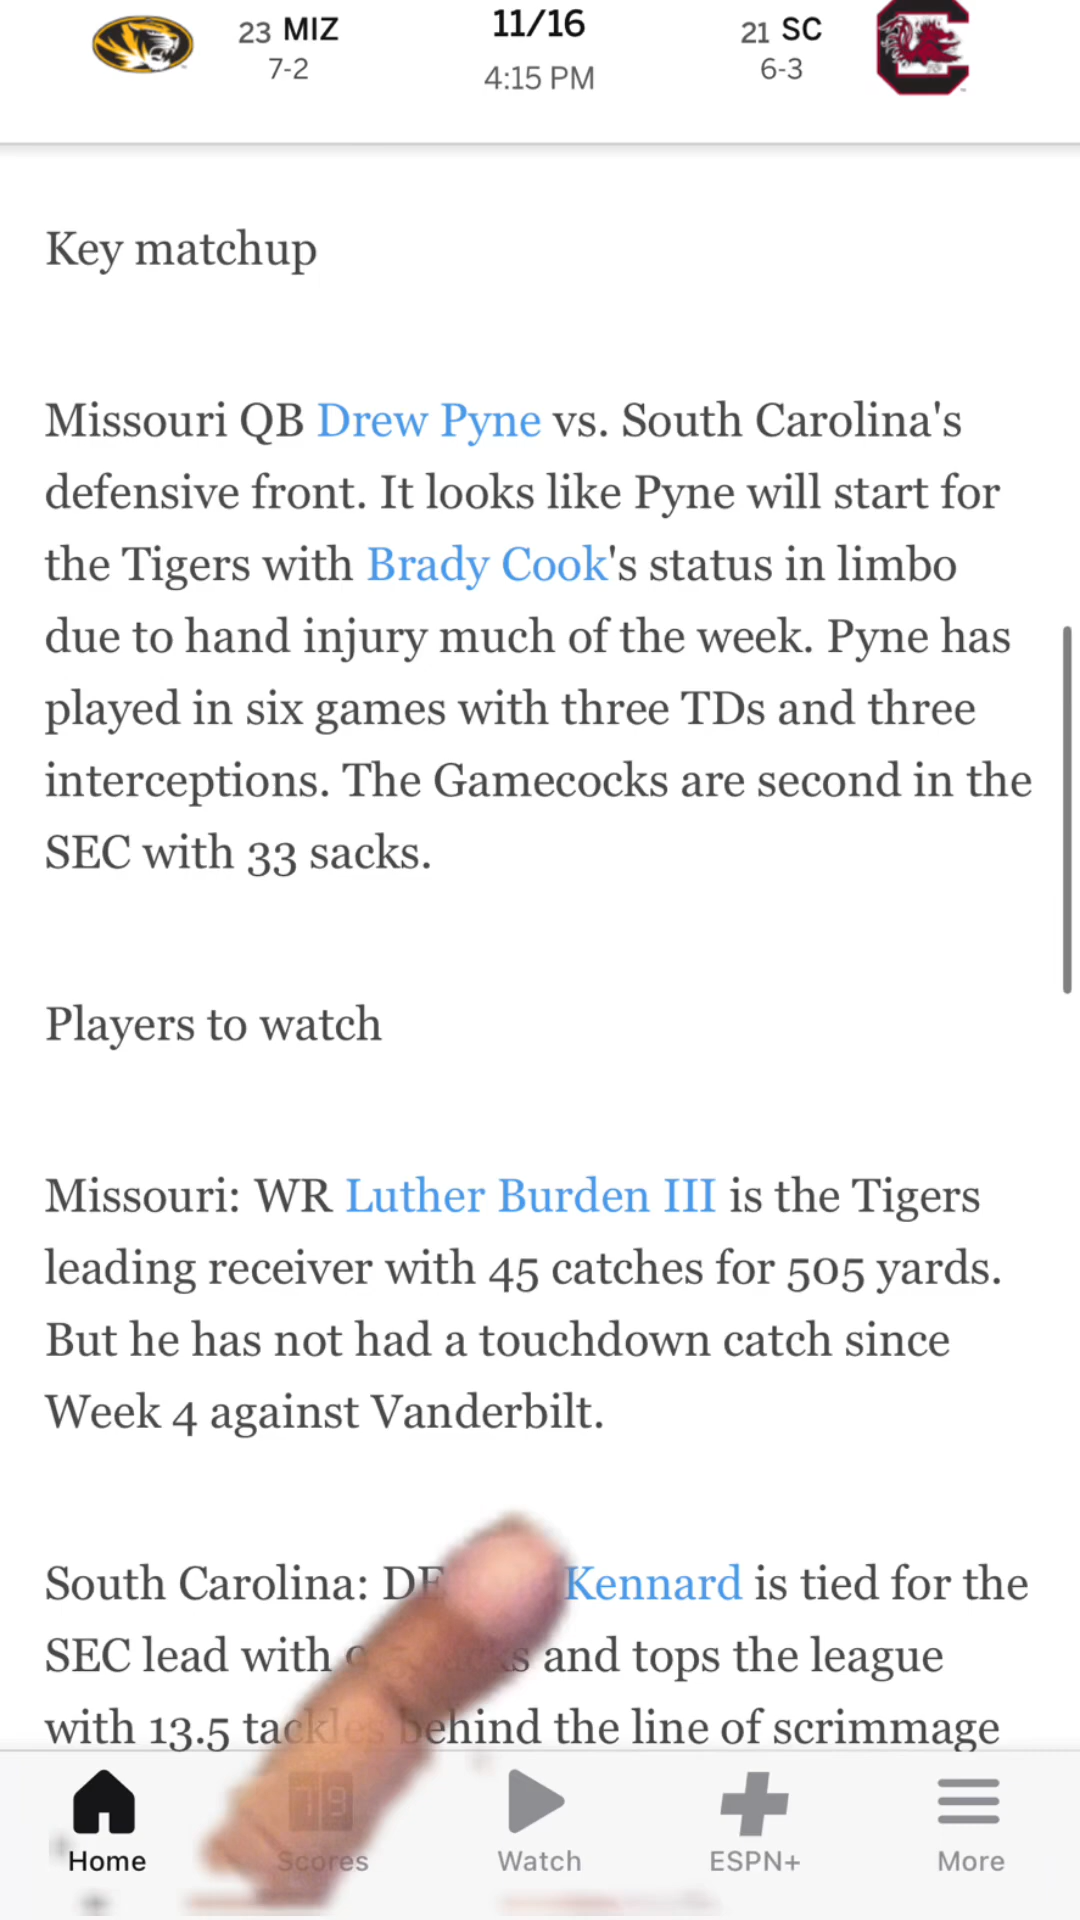 23 MIZ
7-2
11/16
4:15 PM
21 SC
6-3
Key matchup
Missouri QB Drew Pyne vs. South Carolina's
defensive front. It looks like Pyne will start for
the Tigers with Brady Cook's status in limbo
due to hand injury much of the week. Pyne has
played in six games with three TDs and three
interceptions. The Gamecocks are second in the
SEC with 33 sacks.
Players to watch
Missouri: WR Luther Burden III is the Tigers
leading receiver with 45 catches for 505 yards.
But he has not had a touchdown catch since
Week 4 against Vanderbilt.
South Carolina: DE Kennard is tied for the
SEC lead with and tops the league
with 13.5 tackles behind the line of scrimmage
Home
Scores
Watch
ESPN+
More